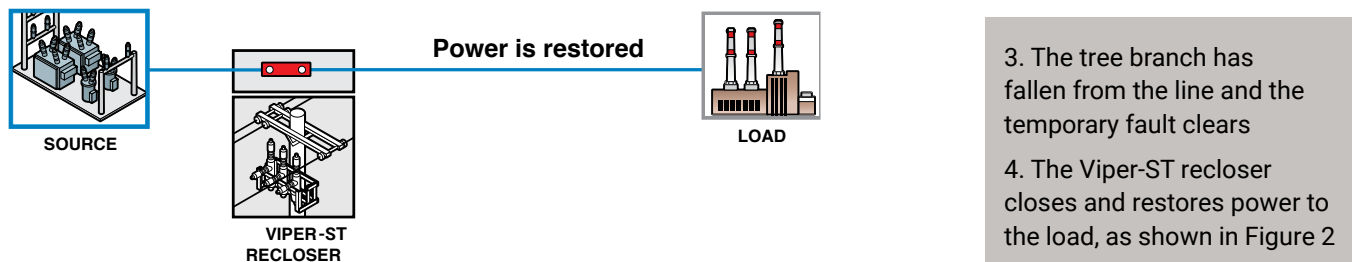 Power is restored
SOURCE
LOAD
VIPER-ST
RECLOSER
3. The tree branch has
fallen from the line and the
temporary fault clears
4. The Viper-ST recloser
closes and restores power to
the load, as shown in Figure 2